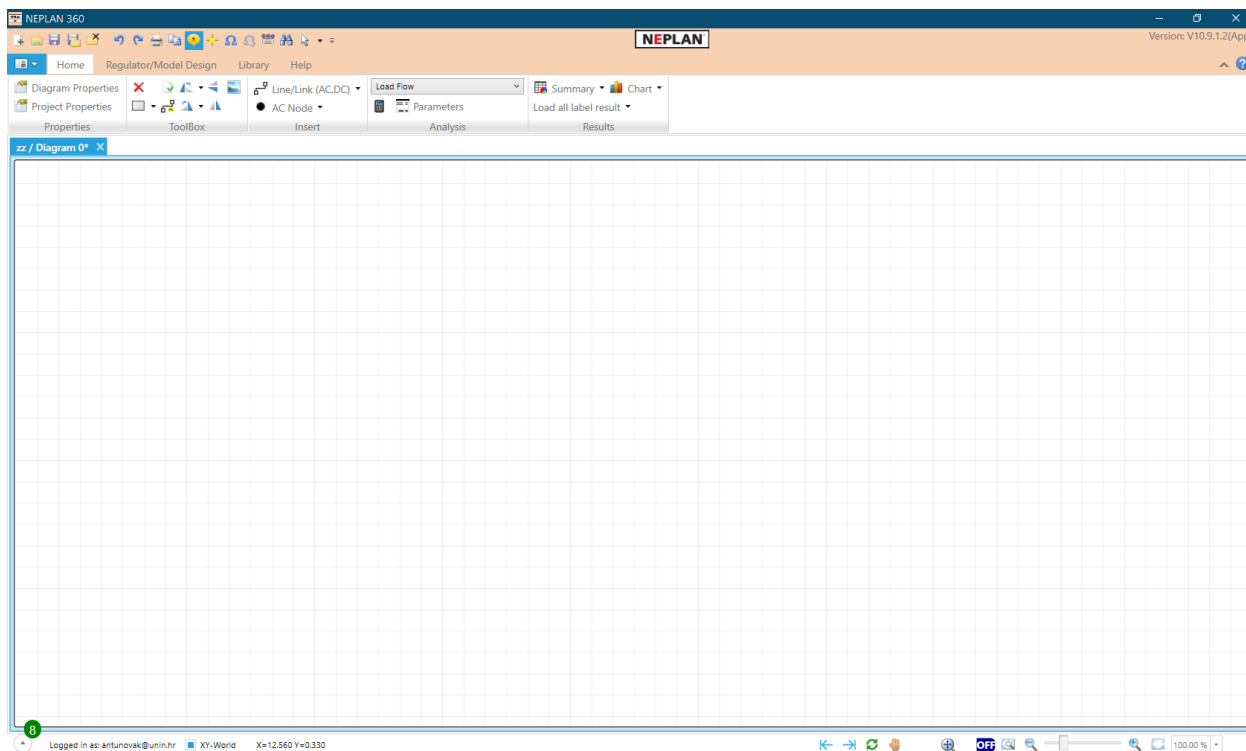 NEPLAN 360
NEPLAN
Version: V10.9.1.2(App
Home Regulator/Model Design Library Help
Diagram Properties Line/Link (AC,DC) Load Flow Summary Chart
Project Properties AC Node Parameters Load all label result
Properties ToolBox Insert Analysis Results
zz / Diagram 0* X
8
Logged in as: antunovak@unin.hr XY-World X=12.560 Y=0.330 OFF 100.00 %